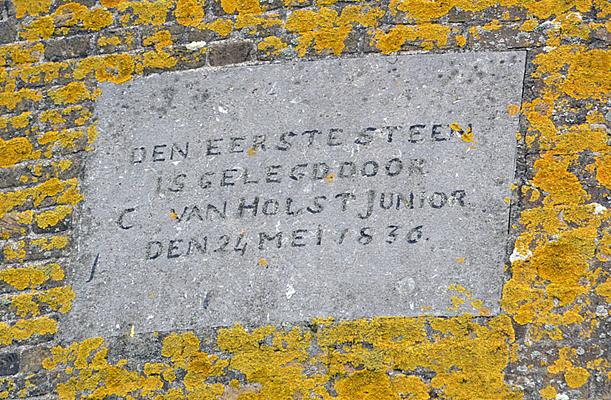 DEN EERSTE STEEN
IS GELEGD DOOR
C VAN HOLST JUNIOR
DEN 24 MEI 1836.